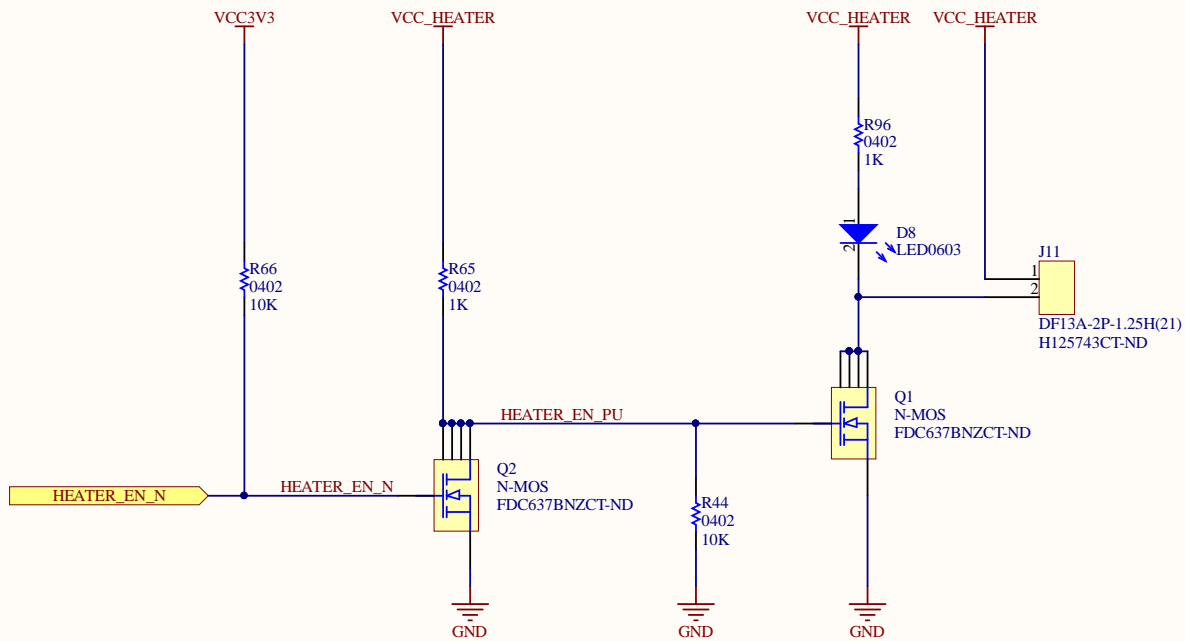 VCC3V3
VCC_HEATER
VCC_HEATER
VCC_HEATER
R96
0402
1K
1
2
D8
LED0603
R66
0402
10K
R65
0402
1K
J11
1
2
DF13A-2P-1.25H(21)
H125743CT-ND
Q1
N-MOS
FDC637BNZCT-ND
HEATER_EN_PU
HEATER_EN_N
HEATER_EN_N
Q2
N-MOS
FDC637BNZCT-ND
R44
0402
10K
GND
GND
GND